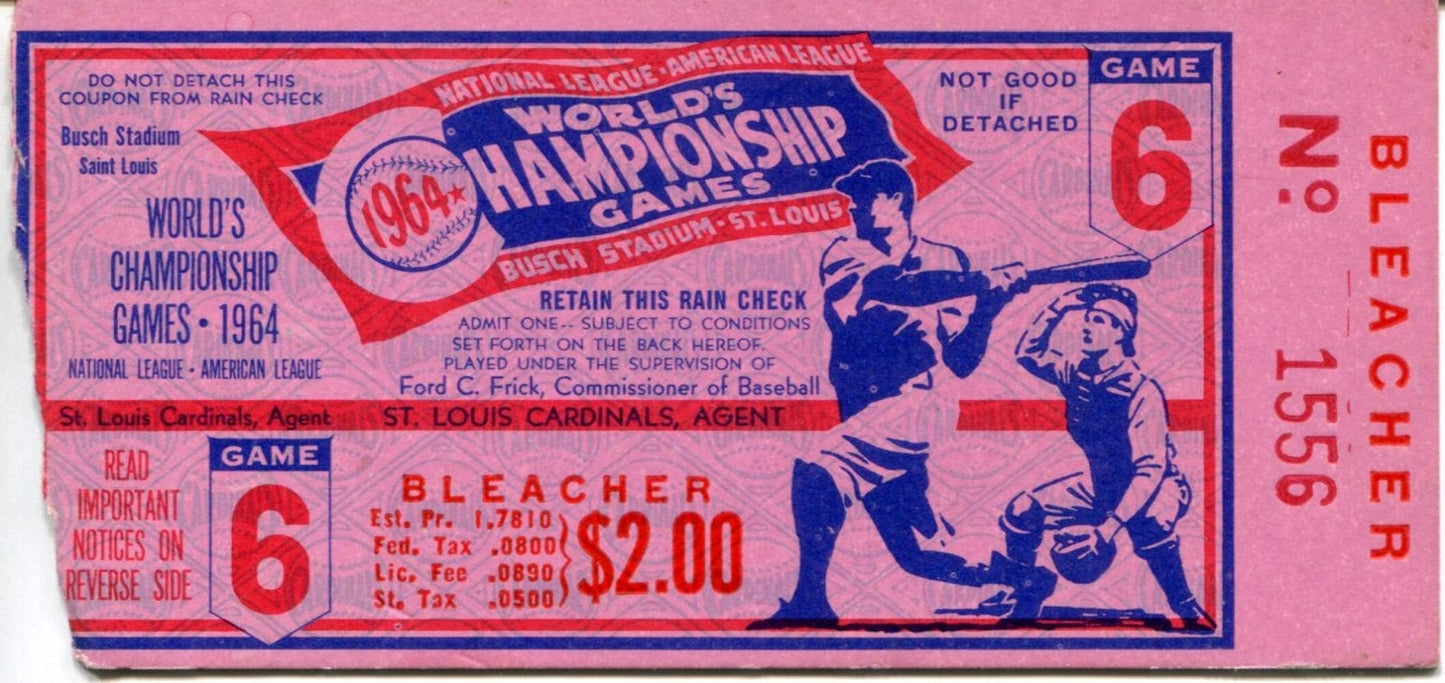 DO NOT DETACH THIS
COUPON FROM RAIN CHECK
Busch Stadium
Saint Louis
WORLD'S
CHAMPIONSHIP
GAMES • 1964
NATIONAL LEAGUE • AMERICAN LEAGUE
St. Louis Cardinals, Agent
READ
IMPORTANT
NOTICES ON
REVERSE SIDE
GAME
6
NATIONAL LEAGUE • AMERICAN LEAGUE
1964
WORLD'S
CHAMPIONSHIP
GAMES
BUSCH STADIUM - ST. LOUIS
RETAIN THIS RAIN CHECK
ADMIT ONE-- SUBJECT TO CONDITIONS
SET FORTH ON THE BACK HEREOF.
PLAYED UNDER THE SUPERVISION OF
Ford C. Frick, Commissioner of Baseball
ST. LOUIS CARDINALS, AGENT
BLEACHER
Est. Pr. 1.7810
Fed. Tax .0800
Lic. Fee .0890
St. Tax .0500
$2.00
NOT GOOD
IF
DETACHED
GAME
6
No. 1556
BLEACHER